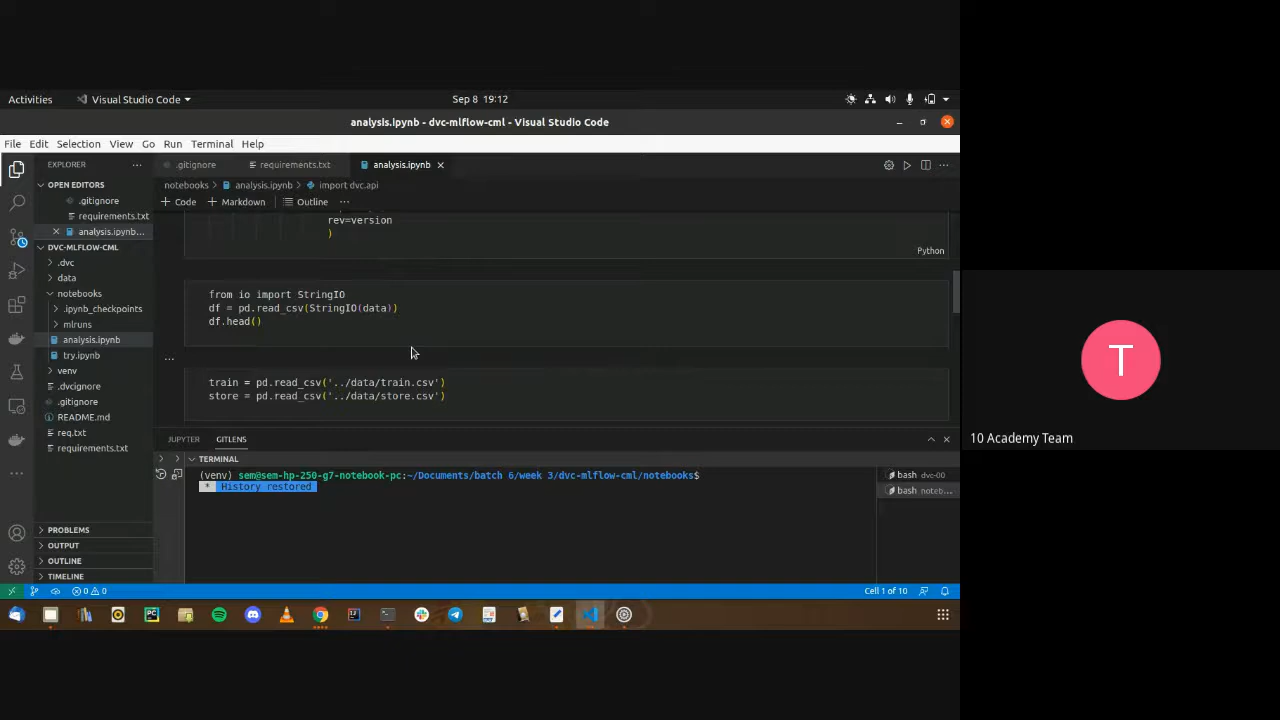 Activities
Visual Studio Code
Sep 8 19:12
analysis.ipynb - dvc-mlflow-cml - Visual Studio Code
File Edit Selection View Go Run Terminal Help
EXPLORER
.gitignore
requirements.txt
analysis.ipynb
OPEN EDITORS
.gitignore
requirements.txt
analysis.ipynb...
DVC-MLFLOW-CML
.dvc
data
notebooks
.ipynb_checkpoints
mlruns
analysis.ipynb
try.ipynb
venv
.dvcignore
.gitignore
README.md
req.txt
requirements.txt
PROBLEMS
OUTPUT
OUTLINE
TIMELINE
notebooks > analysis.ipynb > import dvc.api
+ Code + Markdown Outline ...
rev=version
)
Python
from io import StringIO
df = pd.read_csv(StringIO(data))
df.head()
...
train = pd.read_csv('../data/train.csv')
store = pd.read_csv('../data/store.csv')
JUPYTER GITLENS
TERMINAL
(venv) sem@sem-hp-250-g7-notebook-pc:~/Documents/batch 6/week 3/dvc-mlflow-cml/notebooks$
* History restored
bash dvc-00
bash noteb...
0 0
Cell 1 of 10
T
10 Academy Team